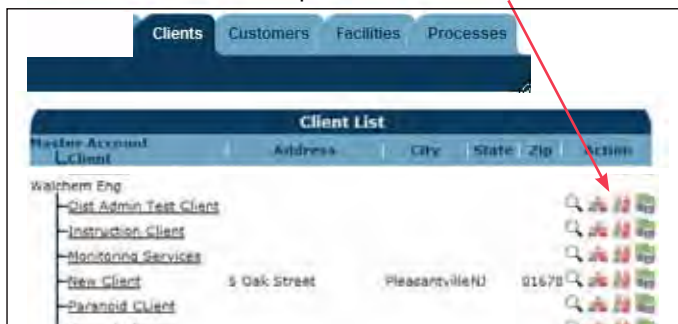 Clients Customers Facilities Processes
Client List
Master Account
Client Address City State Zip Action
Walchem Eng
Dist Admin Test Client
Instruction Client
Monitoring Services
New Client 5 Oak Street Pleasantville NJ 01678
Paranoid CLient